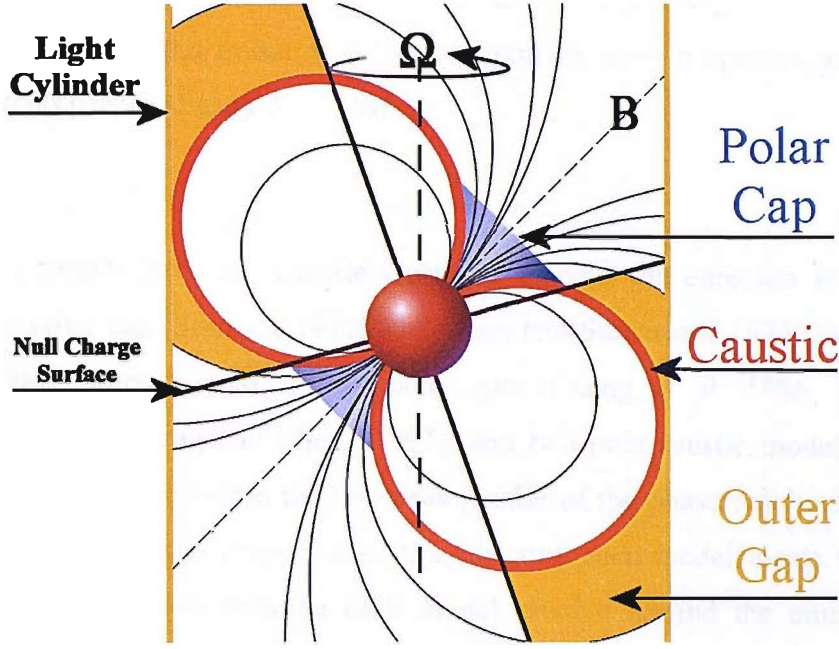 Light
Cylinder
Ω
B
Polar
Cap
Null Charge
Surface
Caustic
Outer
Gap